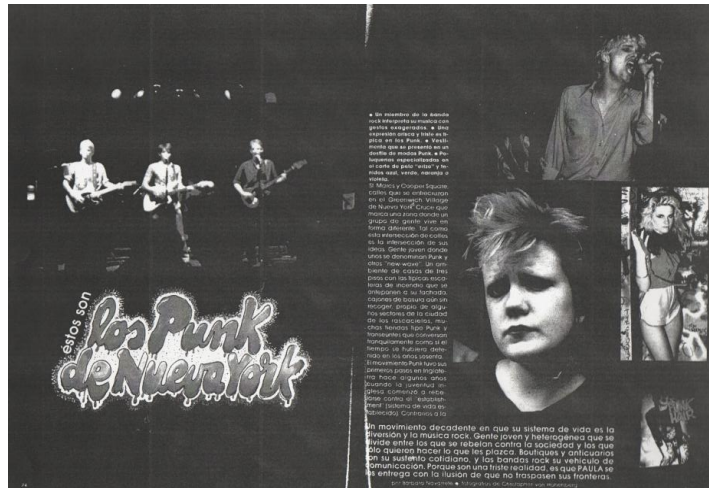 estos son
los Punk
de Nueva York
● Un miembro de la banda
rock interpreta su música con
gestos exagerados. ● Una
expresión arisca y triste es tí-
pica en los Punk. ● Vesti-
menta que se presenta en un
desfile de modas Punk. ● Pe-
luqueros especializados en
el corte de pelo "erizo" y te-
ñidos azul, verde, naranja o
violeta.
St. Marks y Cooper Square,
calles que se entrecruzan
en el Greenwich Village
de Nueva York. Cruce que
marca una zona donde un
grupo de gente vive en
forma diferente. Tal como
esta intersección de calles
es la intersección de sus
ideas. Gente joven donde
unos se denominan Punk y
otros "new-wave". Un am-
biente de casas de tres
pisos con las típicas esca-
leras de incendio que se
anteponen a su fachada,
cajones de basura aún sin
recoger, propio de algu-
nos sectores de la ciudad
de los rascacielos, mu-
chas tiendas tipo Punk y
transeúntes que conversan
tranquilamente como si el
tiempo se hubiera dete-
nido en los años sesenta.
El movimiento Punk tuvo sus
primeros pasos en Inglate-
rra hace algunos años
cuando la juventud in-
glesa comenzó a rebe-
larse contra el "establish-
ment" (sistema de vida es-
tablecido). Contrarios a la
Un movimiento decadente en que su sistema de vida es la
diversión y la música rock. Gente joven y heterogénea que se
divide entre los que se rebelan contra la sociedad y los que
sólo quieren hacer lo que les plazca. Boutiques y anticuarios
son su sustento cotidiano, y las bandas rock su vehículo de
comunicación. Porque son una triste realidad, es que PAULA se
los entrega con la ilusión de que no traspasen sus fronteras.
por Bárbara ● fotografías de Christopher von